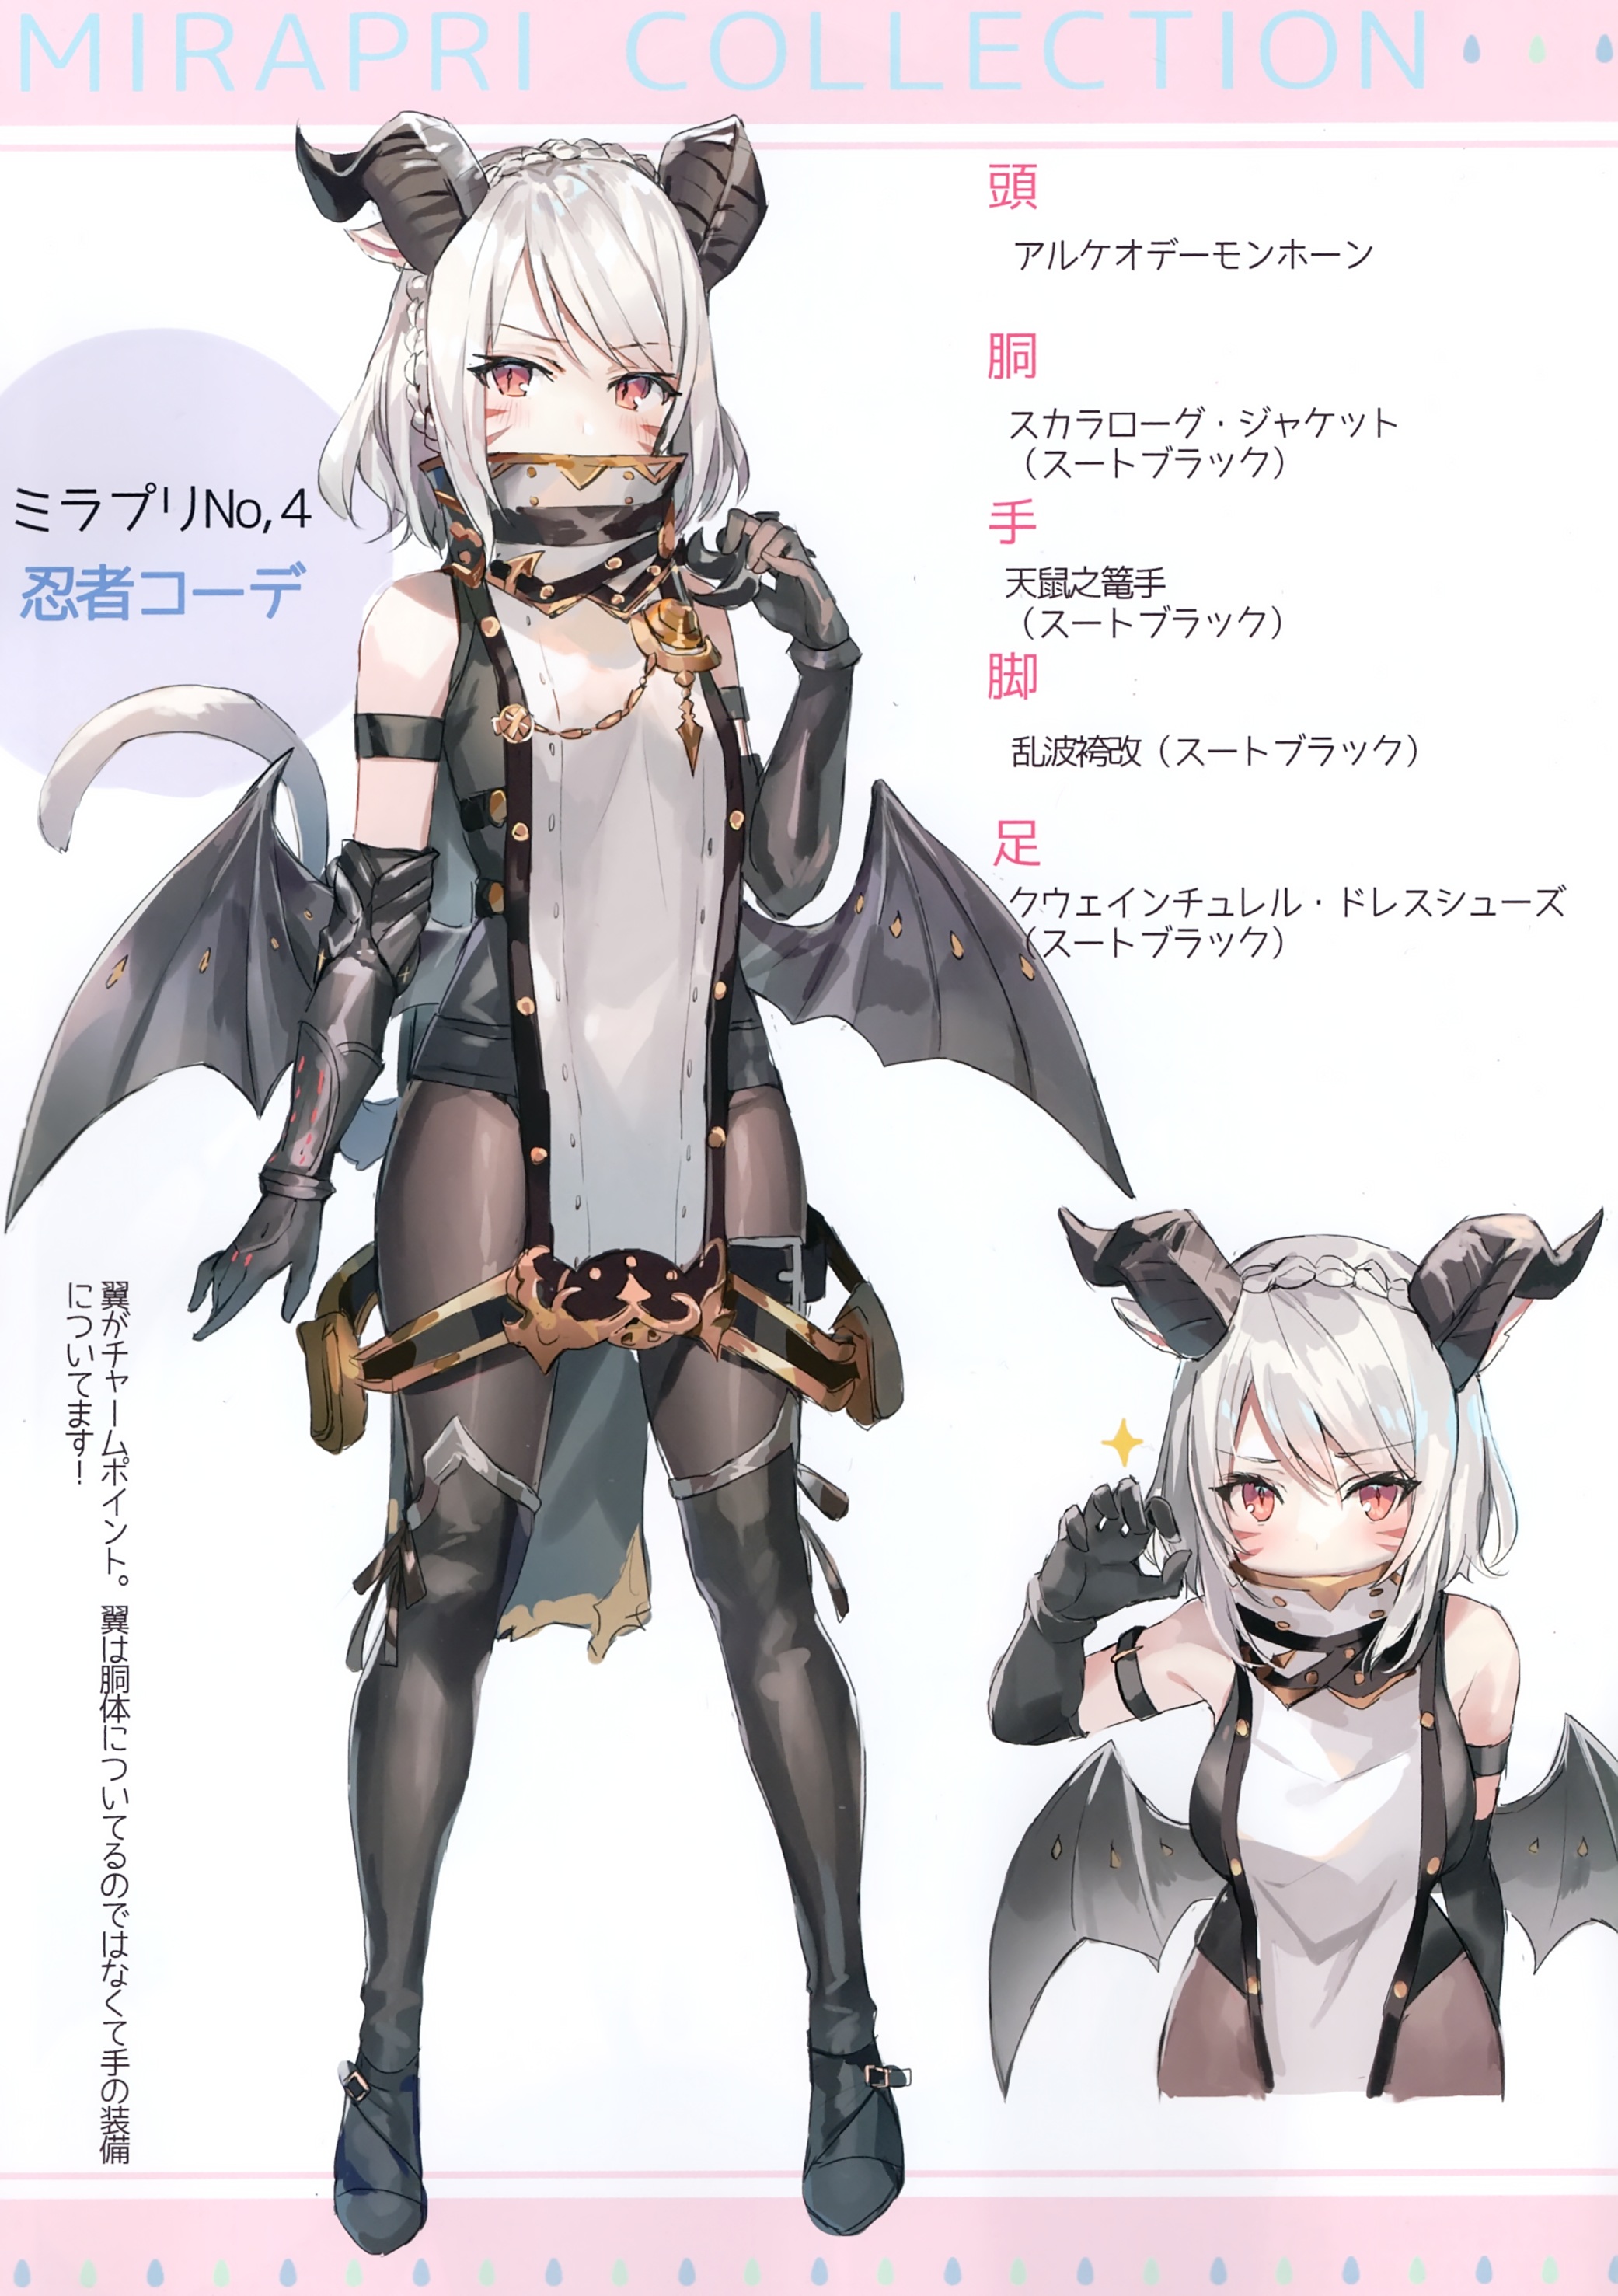 MIRAPRI COLLECTION
ミラプリNo,4
忍者コーデ
頭
アルケオデーモンホーン
胴
スカラローグ・ジャケット
（スートブラック）
手
天鼠之篭手
（スートブラック）
脚
乱波袴改（スートブラック）
足
クウェインチュレル・ドレスシューズ
（スートブラック）
翼がチャームポイント。翼は胴体についてるのではなくて手の装備
についてます！